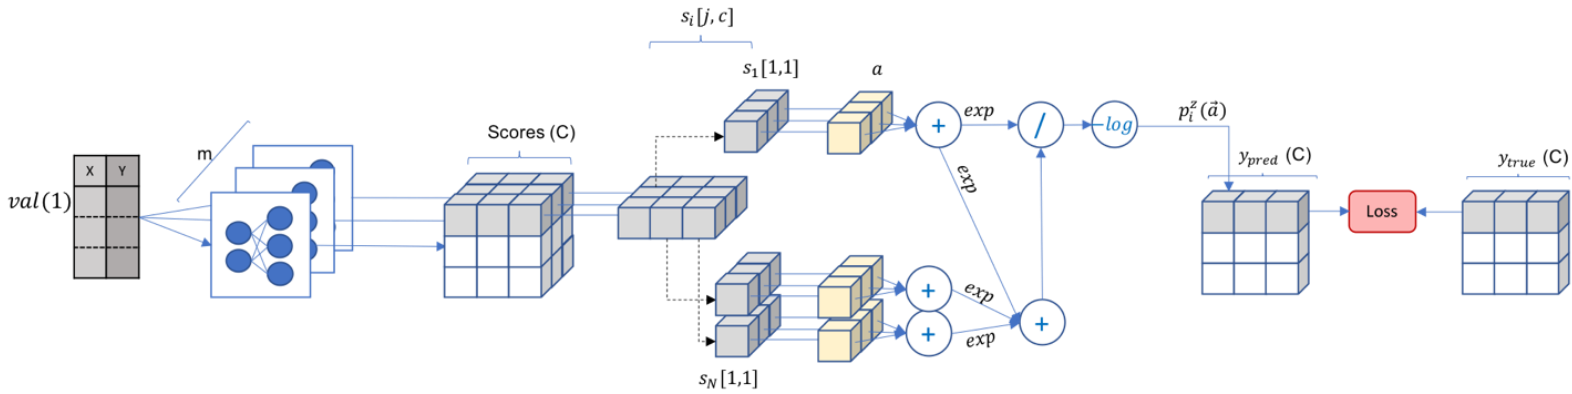 s_i[j, c]
s_1[1,1]
a
exp
+
/
−log
p_i^z(\vec{a})
Scores (C)
m
X Y
val(1)
exp
y_pred (C)
y_true (C)
Loss
+
exp
+
+
exp
s_N[1,1]